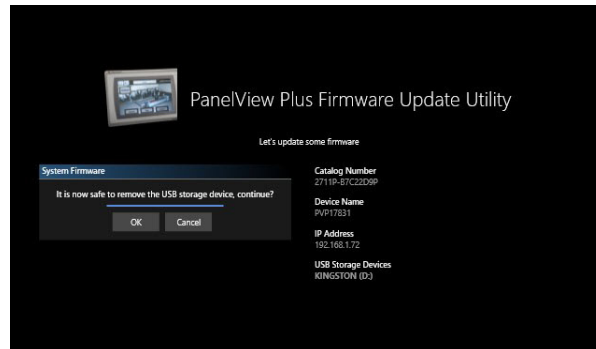 PanelView Plus Firmware Update Utility
Let's update some firmware
System Firmware
It is now safe to remove the USB storage device, continue?
OK Cancel
Catalog Number
2711P-B7C22D9P
Device Name
PVP17831
IP Address
192.168.1.72
USB Storage Devices
KINGSTON (D:)